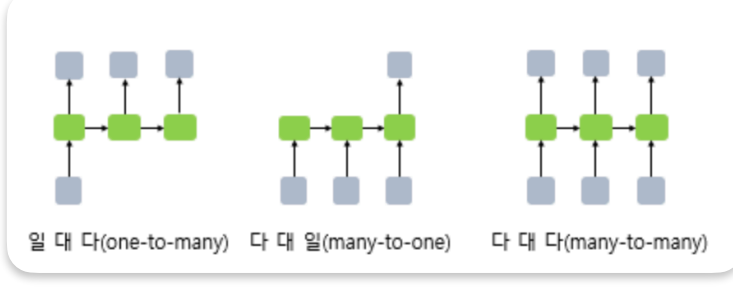 일 대 다(one-to-many)
다 대 일(many-to-one)
다 대 다(many-to-many)